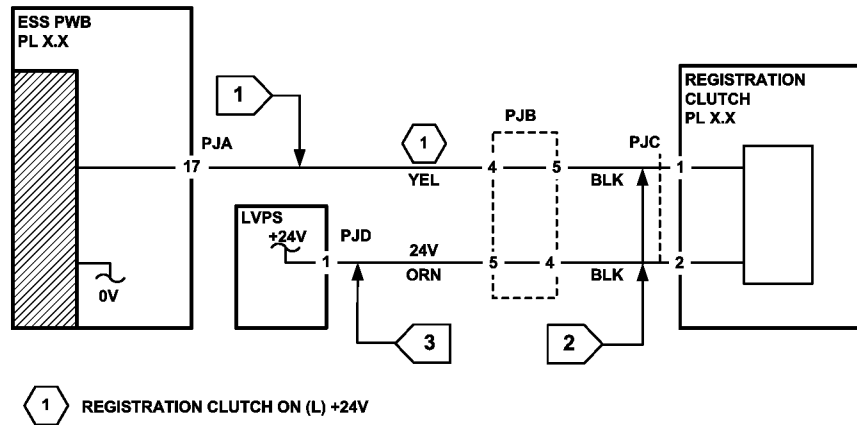 ESS PWB
PL X.X
REGISTRATION
CLUTCH
PL X.X
1
PJA
1
PJB
PJC
17
YEL
4
5
BLK
1
LVPS
+24V
PJD
1
24V
ORN
5
4
BLK
2
0V
3
2
1
REGISTRATION CLUTCH ON (L) +24V